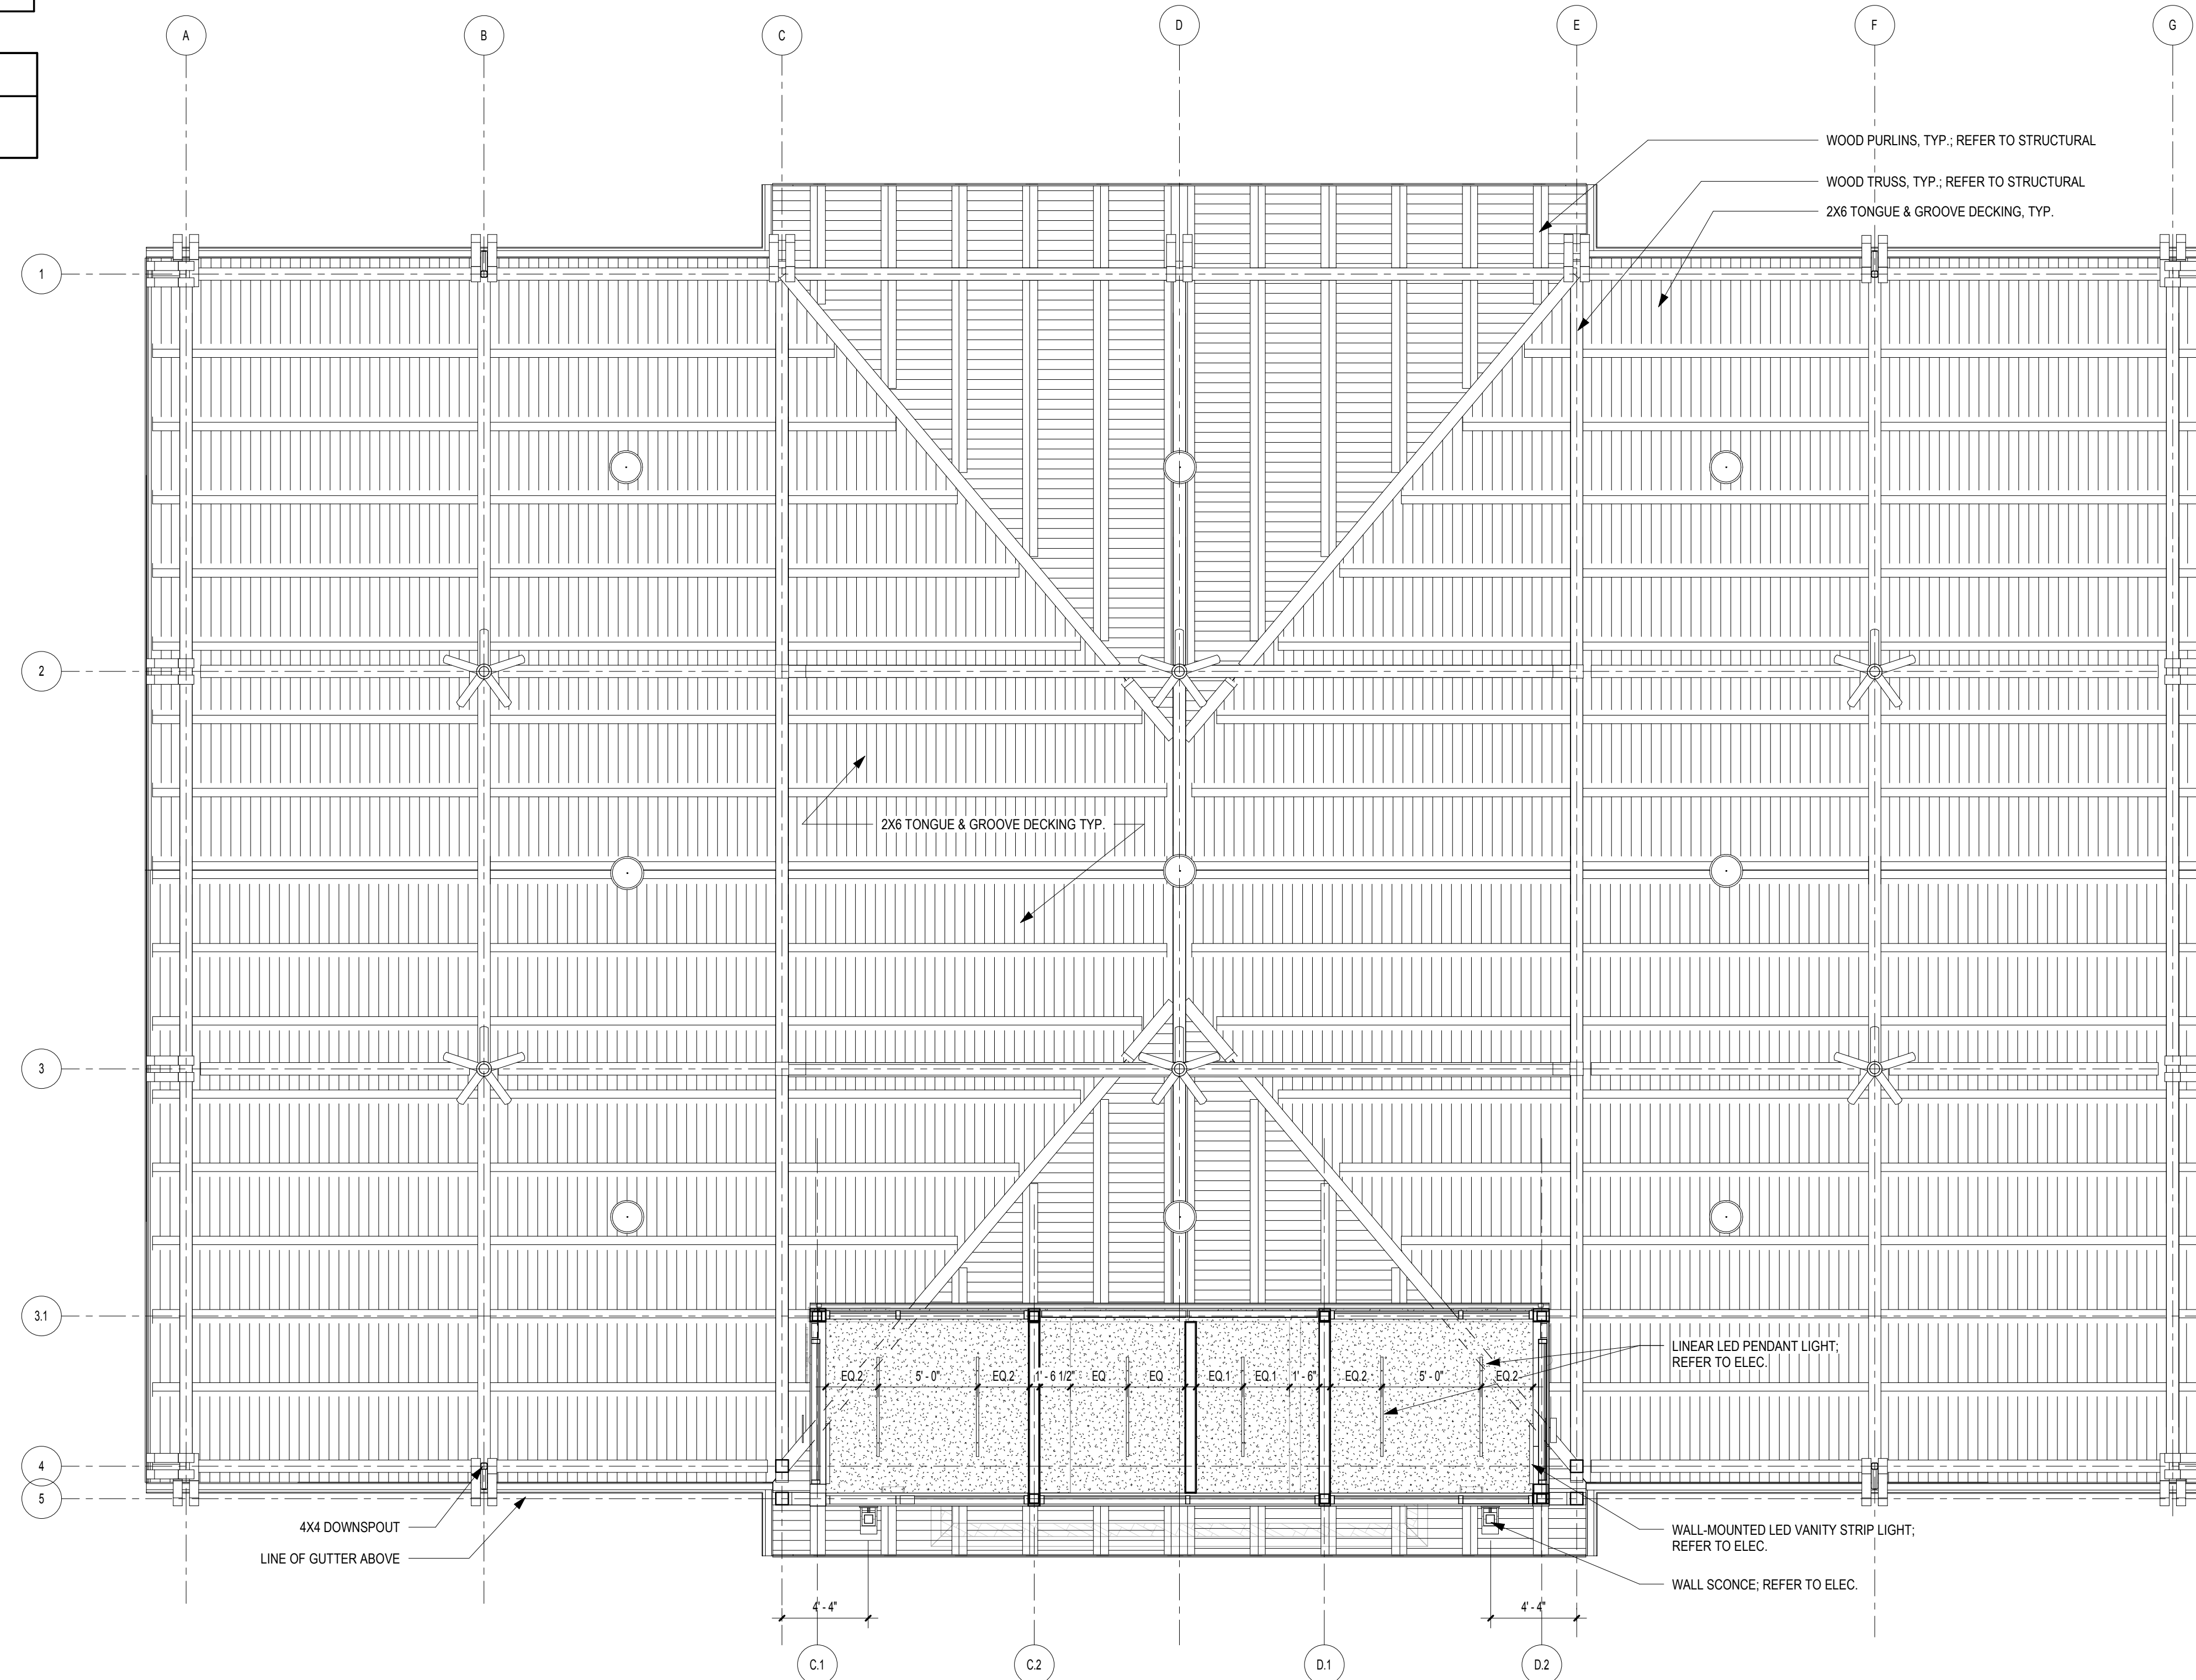 A
B
C
D
E
F
G
WOOD PURLINS, TYP.; REFER TO STRUCTURAL
WOOD TRUSS, TYP.; REFER TO STRUCTURAL
2X6 TONGUE & GROOVE DECKING, TYP.
1
2
2X6 TONGUE & GROOVE DECKING TYP.
3
3.1
LINEAR LED PENDANT LIGHT;
REFER TO ELEC.
EQ.2
5' - 0"
EQ.2
1' - 6 1/2"
EQ
EQ
EQ.1
EQ.1
1' - 6"
EQ.2
5' - 0"
EQ.2
4
5
4X4 DOWNSPOUT
LINE OF GUTTER ABOVE
WALL-MOUNTED LED VANITY STRIP LIGHT;
REFER TO ELEC.
WALL SCONCE; REFER TO ELEC.
4' - 4"
4' - 4"
C.1
C.2
D.1
D.2